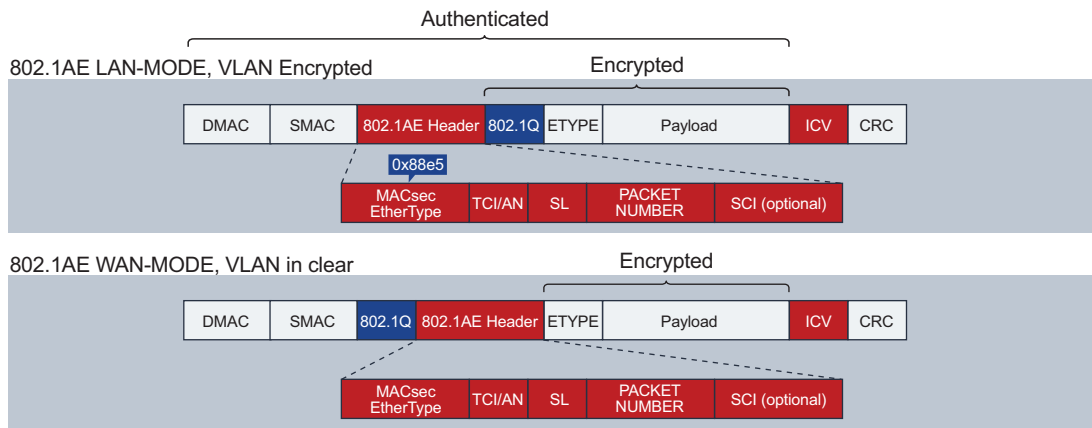 Authenticated
802.1AE LAN-MODE, VLAN Encrypted
Encrypted
DMAC SMAC 802.1AE Header 802.1Q ETYPE Payload ICV CRC
0x88e5
MACsec EtherType TCI/AN SL PACKET NUMBER SCI (optional)
802.1AE WAN-MODE, VLAN in clear
Encrypted
DMAC SMAC 802.1Q 802.1AE Header ETYPE Payload ICV CRC
MACsec EtherType TCI/AN SL PACKET NUMBER SCI (optional)